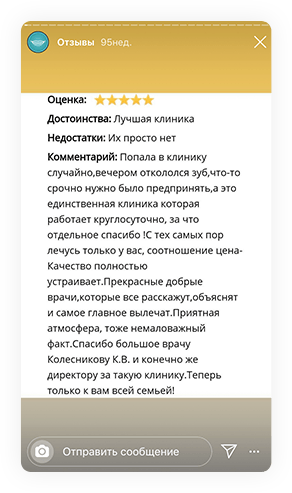 Отзывы 95нед.
Оценка:
Достоинства: Лучшая клиника
Недостатки: Их просто нет
Комментарий: Попала в клинику
случайно,вечером откололся зуб,что-то
срочно нужно было предпринять,а это
единственная клиника которая
работает круглосуточно, за что
отдельное спасибо !С тех самых пор
лечусь только у вас, соотношение цена-
Качество полностью
устраивает.Прекрасные добрые
врачи,которые все расскажут,объяснят
и самое главное вылечат.Приятная
атмосфера, тоже немаловажный
факт.Спасибо большое врачу
Колесникову К.В. и конечно же
директору за такую клинику.Теперь
только к вам всей семьей!
Отправить сообщение